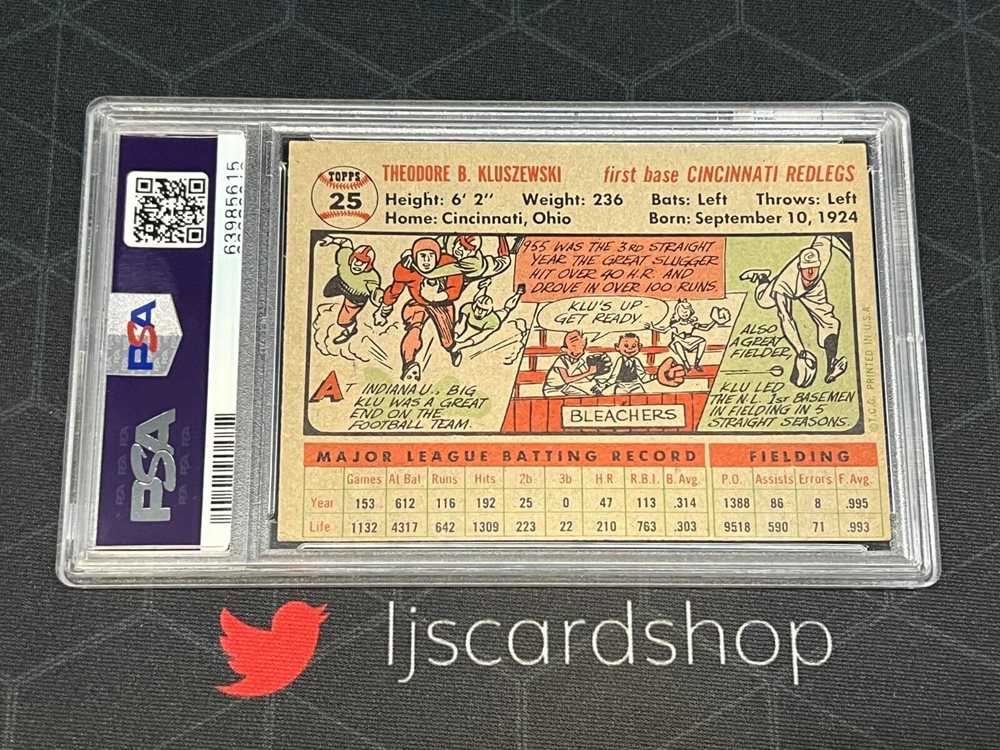 63985615
PSA
PSA
TOPPS
25
THEODORE B. KLUSZEWSKI first base CINCINNATI REDLEGS
Height: 6' 2" Weight: 236 Bats: Left Throws: Left
Home: Cincinnati, Ohio Born: September 10, 1924
AT INDIANA U., BIG
KLU WAS A GREAT
END ON THE
FOOTBALL TEAM.
1955 WAS THE 3RD STRAIGHT
YEAR THE GREAT SLUGGER
HIT OVER 40 H.R. AND
DROVE IN OVER 100 RUNS.
KLU'S UP.
GET READY.
BLEACHERS
ALSO
A GREAT
FIELDER,
KLU LED
THE N.L. 1ST BASEMEN
IN FIELDING IN 5
STRAIGHT SEASONS.
© T.C.G. PRINTED IN U.S.A.
MAJOR LEAGUE BATTING RECORD FIELDING
Games At Bat Runs Hits 2b 3b H.R. R.B.I. B. Avg. P.O. Assists Errors F. Avg.
Year 153 612 116 192 25 0 47 113 .314 1388 86 8 .995
Life 1132 4317 642 1309 223 22 210 763 .303 9518 590 71 .993
ljscardshop